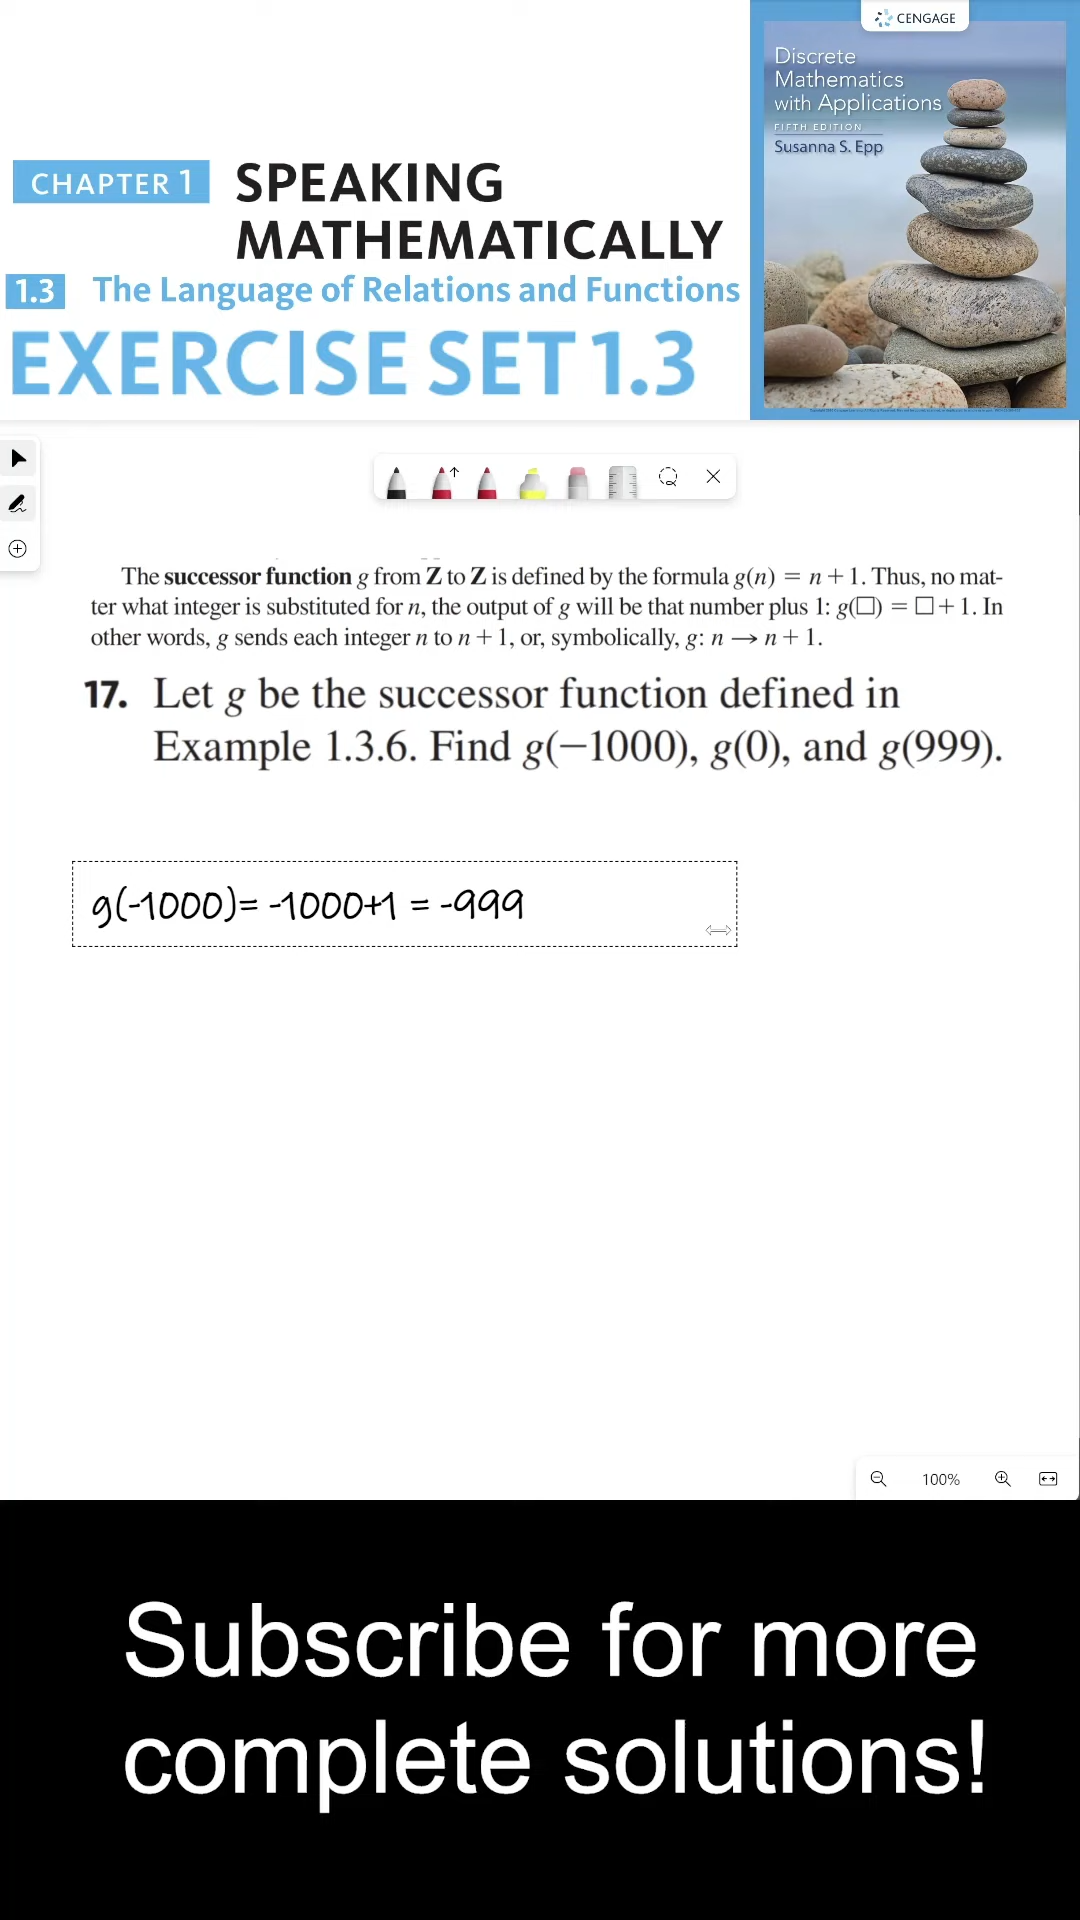 CENGAGE
Discrete
Mathematics
with Applications
FIFTH EDITION
Susanna S. Epp
CHAPTER 1 SPEAKING
MATHEMATICALLY
1.3 The Language of Relations and Functions
EXERCISE SET 1.3
The successor function g from Z to Z is defined by the formula g(n) = n + 1. Thus, no mat-
ter what integer is substituted for n, the output of g will be that number plus 1: g(□) = □ + 1. In
other words, g sends each integer n to n + 1, or, symbolically, g: n → n + 1.
17. Let g be the successor function defined in
Example 1.3.6. Find g(−1000), g(0), and g(999).
g(-1000)= -1000+1 = -999
100%
Subscribe for more
complete solutions!